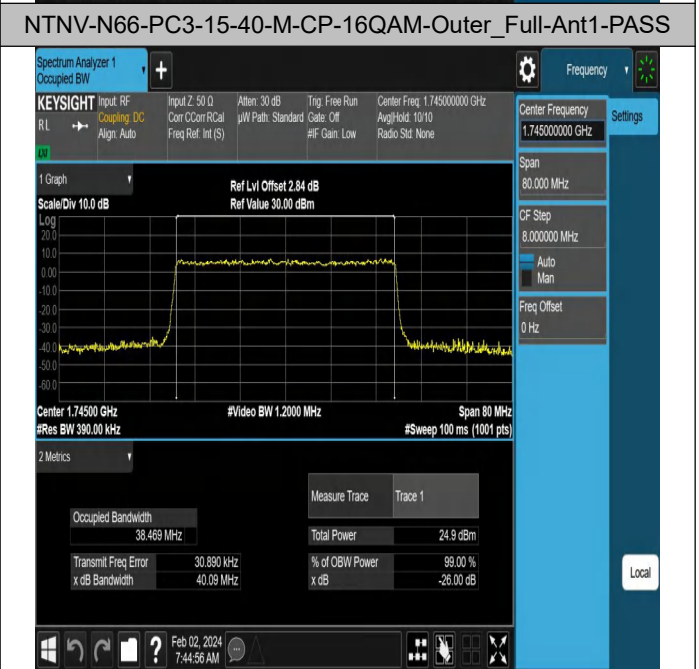 NTNV-N66-PC3-15-40-M-CP-16QAM-Outer_Full-Ant1-PASS
Spectrum Analyzer 1
Occupied BW
+
Frequency
KEYSIGHT
RL
LXI
Input: RF
Coupling: DC
Align: Auto
Input Z: 50 Ω
Corr CCorr RCal
Freq Ref: Int (S)
Atten: 30 dB
µW Path: Standard
Trig: Free Run
Gate: Off
#IF Gain: Low
Center Freq: 1.745000000 GHz
Avg|Hold: 10/10
Radio Std: None
Center Frequency
1.745000000 GHz
Settings
Span
80.000 MHz
CF Step
8.000000 MHz
Auto
Man
Freq Offset
0 Hz
1 Graph
Ref Lvl Offset 2.84 dB
Scale/Div 10.0 dB
Ref Value 30.00 dBm
Log
20.0
10.0
0.00
-10.0
-20.0
-30.0
-40.0
-50.0
-60.0
Center 1.74500 GHz
#Video BW 1.2000 MHz
Span 80 MHz
#Res BW 390.00 kHz
#Sweep 100 ms (1001 pts)
2 Metrics
Measure Trace
Trace 1
Occupied Bandwidth
38.469 MHz
Total Power
24.9 dBm
Transmit Freq Error
30.890 kHz
% of OBW Power
99.00 %
x dB Bandwidth
40.09 MHz
x dB
-26.00 dB
Local
?
Feb 02, 2024
7:44:56 AM